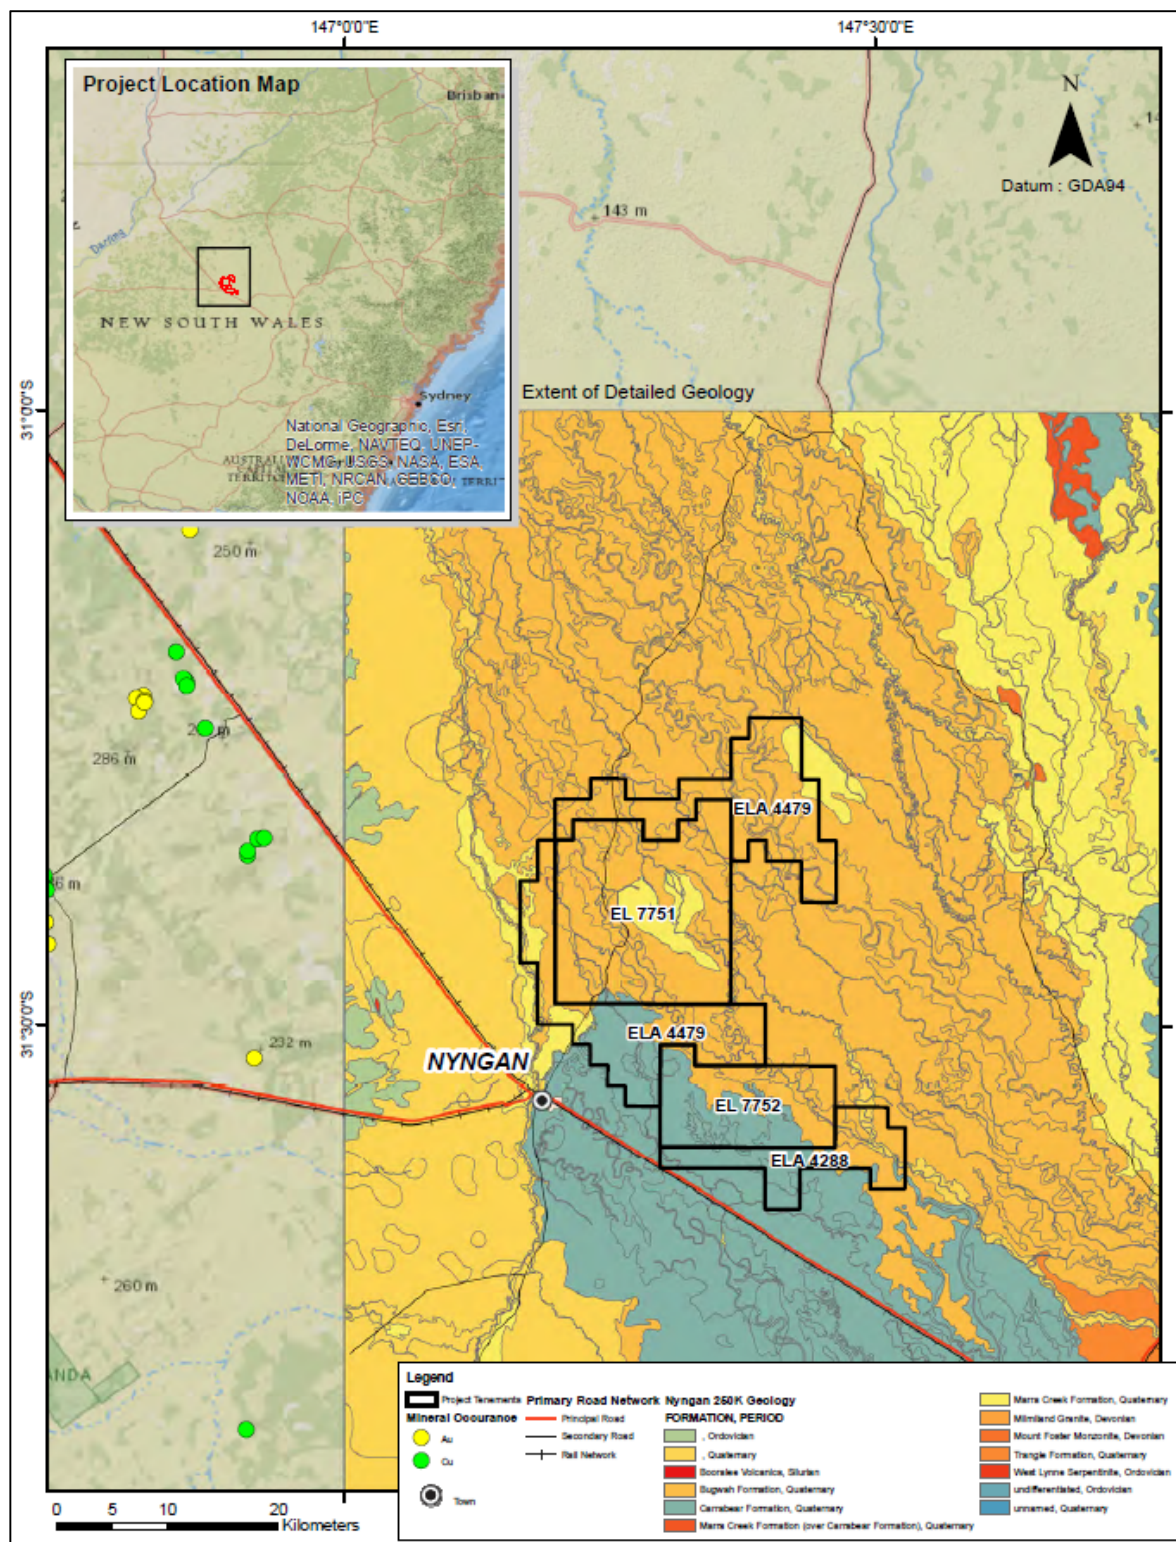 147°0'0"E
147°30'0"E
Project Location Map
Brisban
Darling
NEW SOUTH WALES
Sydney
National Geographic, Esri,
DeLorme, NAVTEQ, UNEP-
WCMC, USGS, NASA, ESA,
METI, NRCAN, GEBCO,
NOAA, iPC
N
Datum : GDA94
143 m
Extent of Detailed Geology
31°0'0"S
250 m
286 m
ELA 4479
EL 7751
31°30'0"S
232 m
ELA 4479
NYNGAN
EL 7752
ELA 4288
260 m
ANDA
Legend
Project Tenements
Mineral Occurance
Au
Cu
Town
Primary Road Network
Principal Road
Secondary Road
Rail Network
Nyngan 250K Geology
FORMATION, PERIOD
, Ordovician
, Quaternary
Booralee Volcanics, Silurian
Bugwah Formation, Quaternary
Carrabear Formation, Quaternary
Marra Creek Formation (over Carrabear Formation), Quaternary
Marra Creek Formation, Quaternary
Milmiland Granite, Devonian
Mount Foster Monzonite, Devonian
Trangie Formation, Quaternary
West Lynne Serpentinite, Ordovician
undifferentiated, Ordovician
unnamed, Quaternary
0 5 10 20
Kilometers